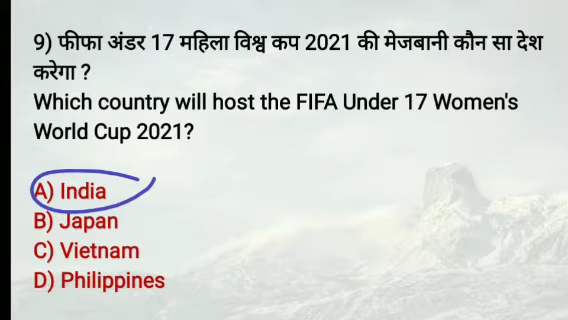 9) फीफा अंडर 17 महिला विश्व कप 2021 की मेजबानी कौन सा देश
करेगा ?
Which country will host the FIFA Under 17 Women's
World Cup 2021?
A) India
B) Japan
C) Vietnam
D) Philippines